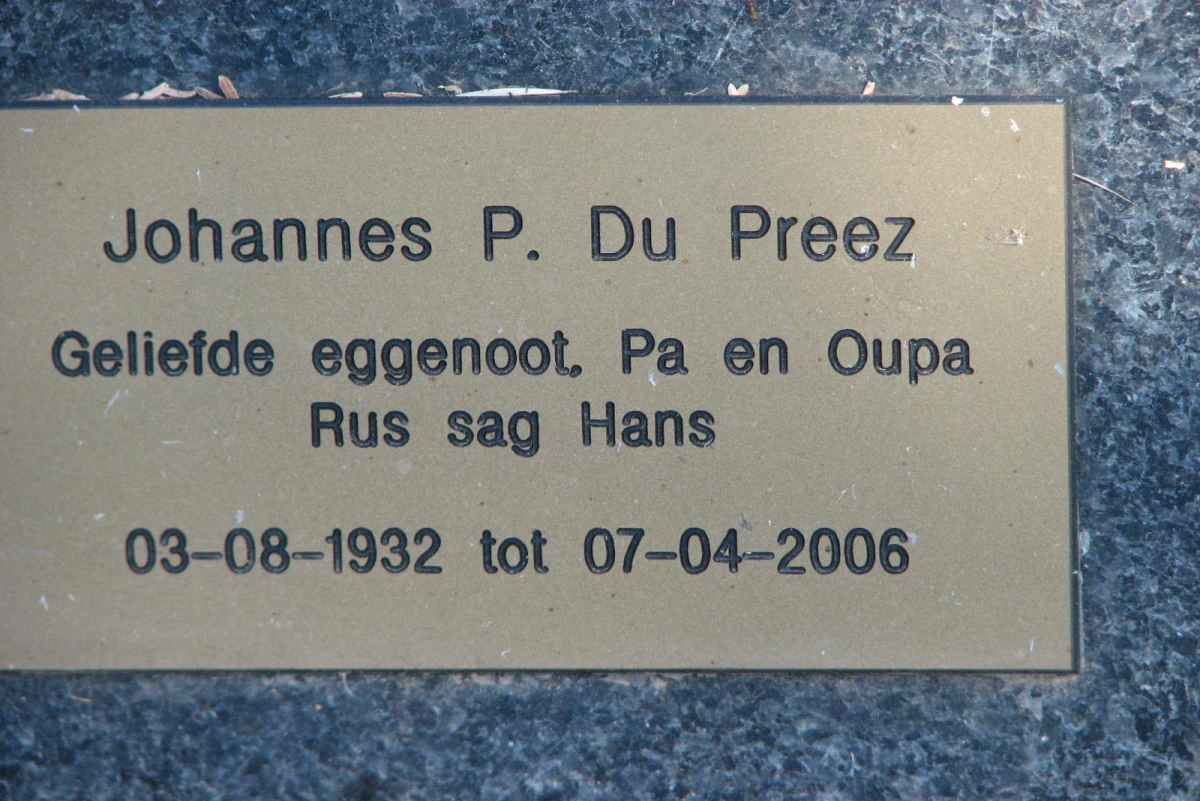 Johannes P. Du Preez
Geliefde eggenoot, Pa en Oupa
Rus sag Hans
03-08-1932 tot 07-04-2006